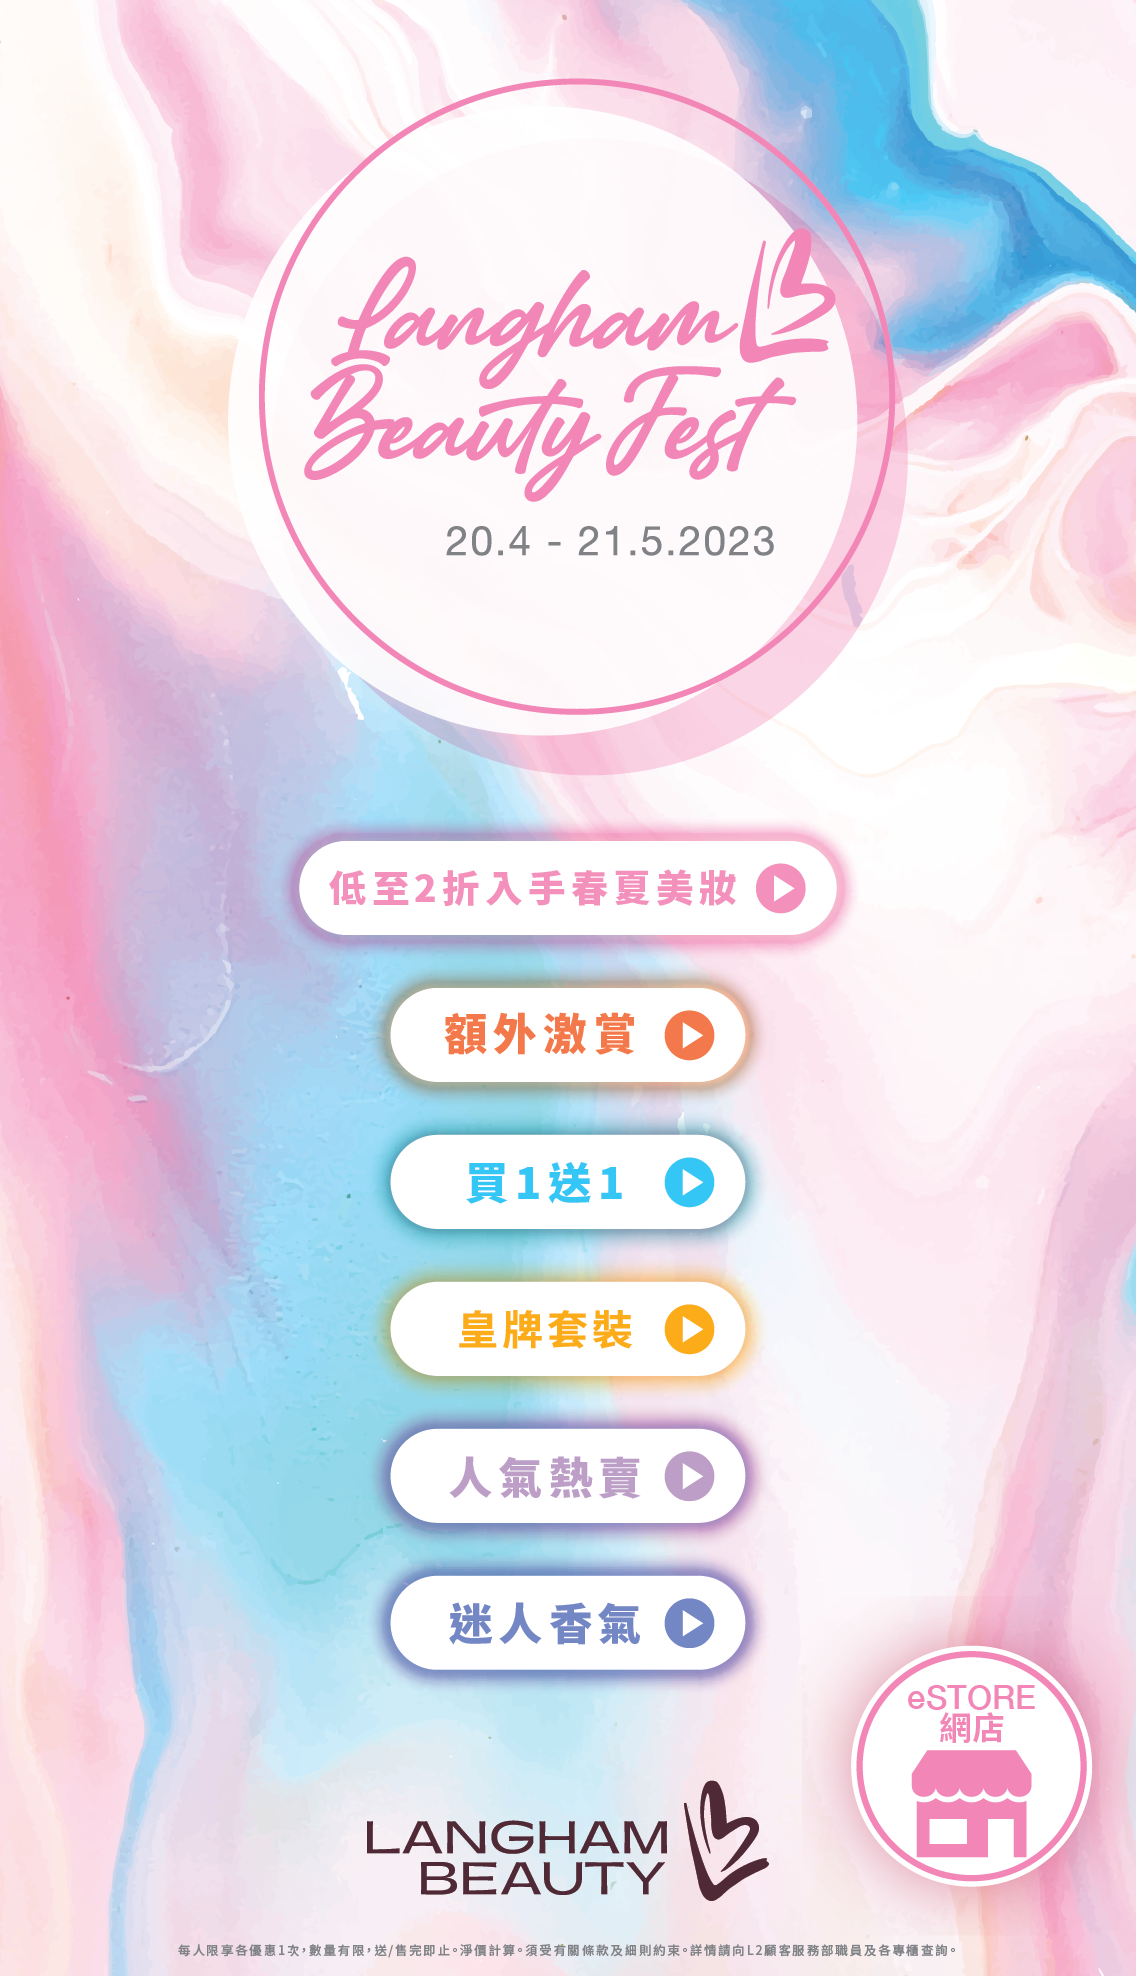 Langham
Beauty Fest
20.4 - 21.5.2023
低至2折入手春夏美妝
額外激賞
買1送1
皇牌套裝
人氣熱賣
迷人香氣
eSTORE
網店
LANGHAM
BEAUTY
每人限享各優惠1次，數量有限，送/售完即止。淨價計算。須受有關條款及細則約束。詳情請向L2顧客服務部職員及各專櫃查詢。